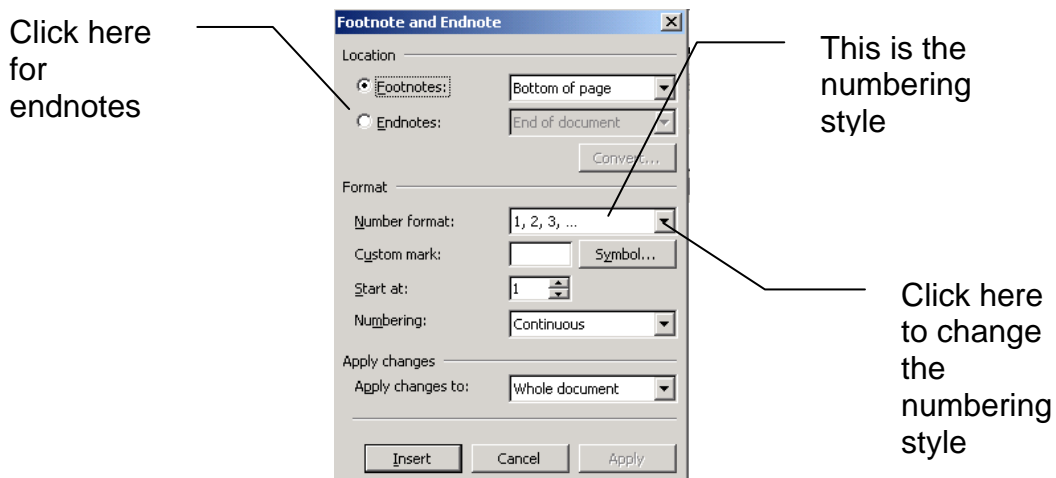 Click here
for
endnotes
Footnote and Endnote
Location
Footnotes: Bottom of page
Endnotes: End of document
Convert...
Format
Number format: 1, 2, 3, ...
Custom mark: Symbol...
Start at: 1
Numbering: Continuous
Apply changes
Apply changes to: Whole document
Insert Cancel Apply
This is the
numbering
style
Click here
to change
the
numbering
style